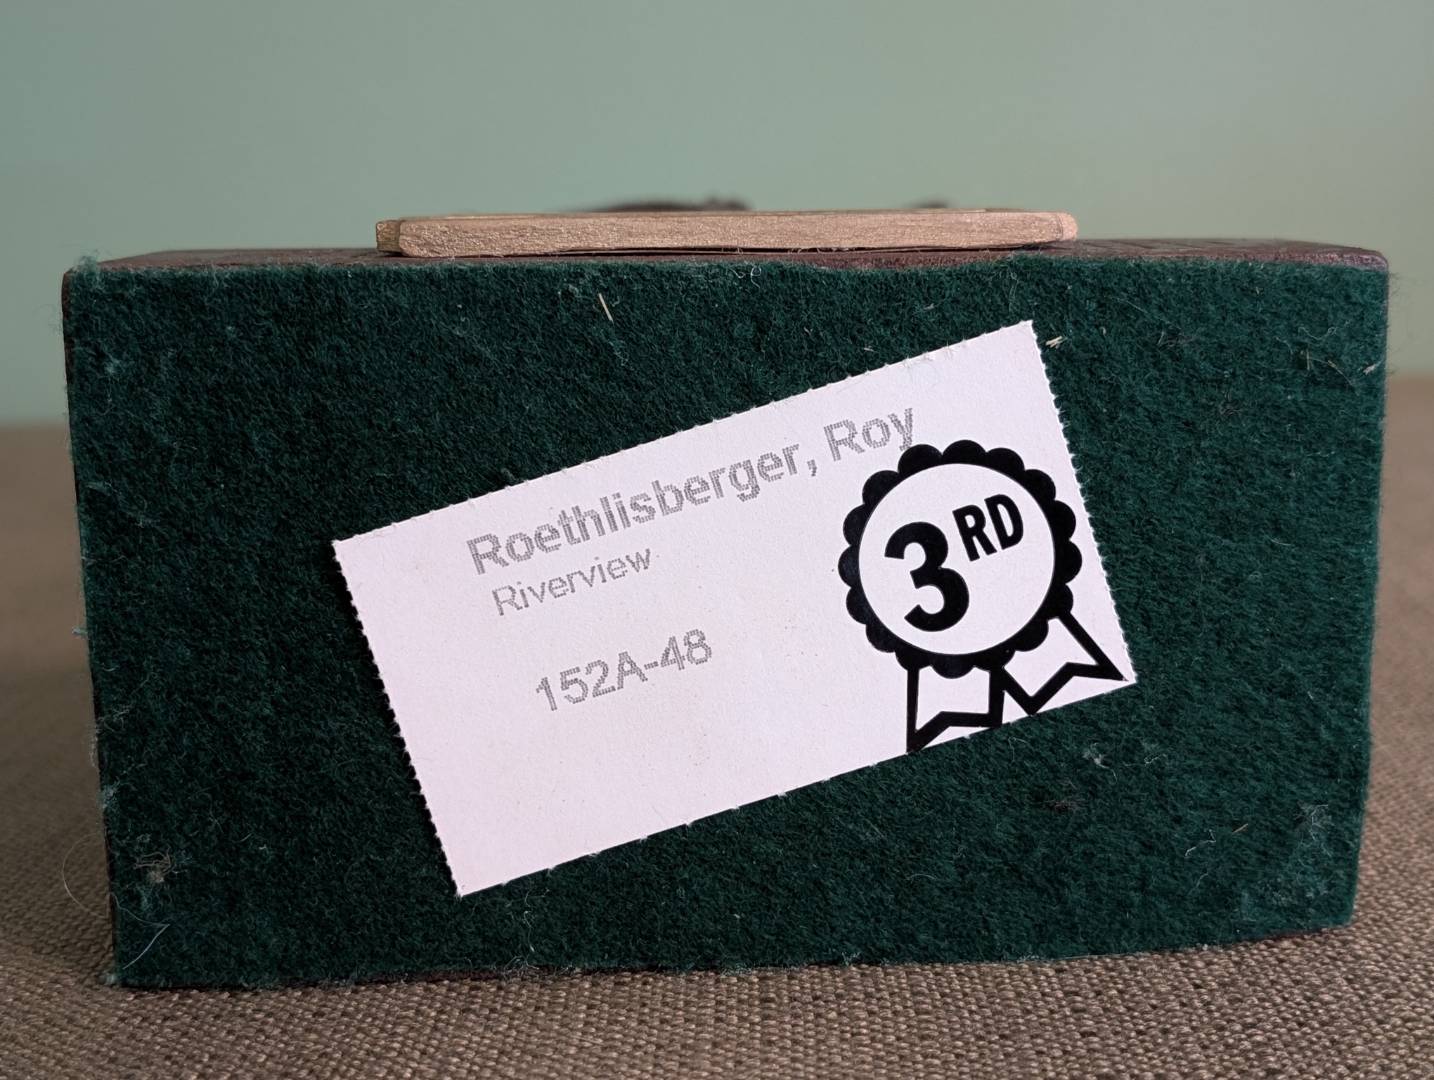 Roethlisberger, Roy
Riverview
152A-48
3RD